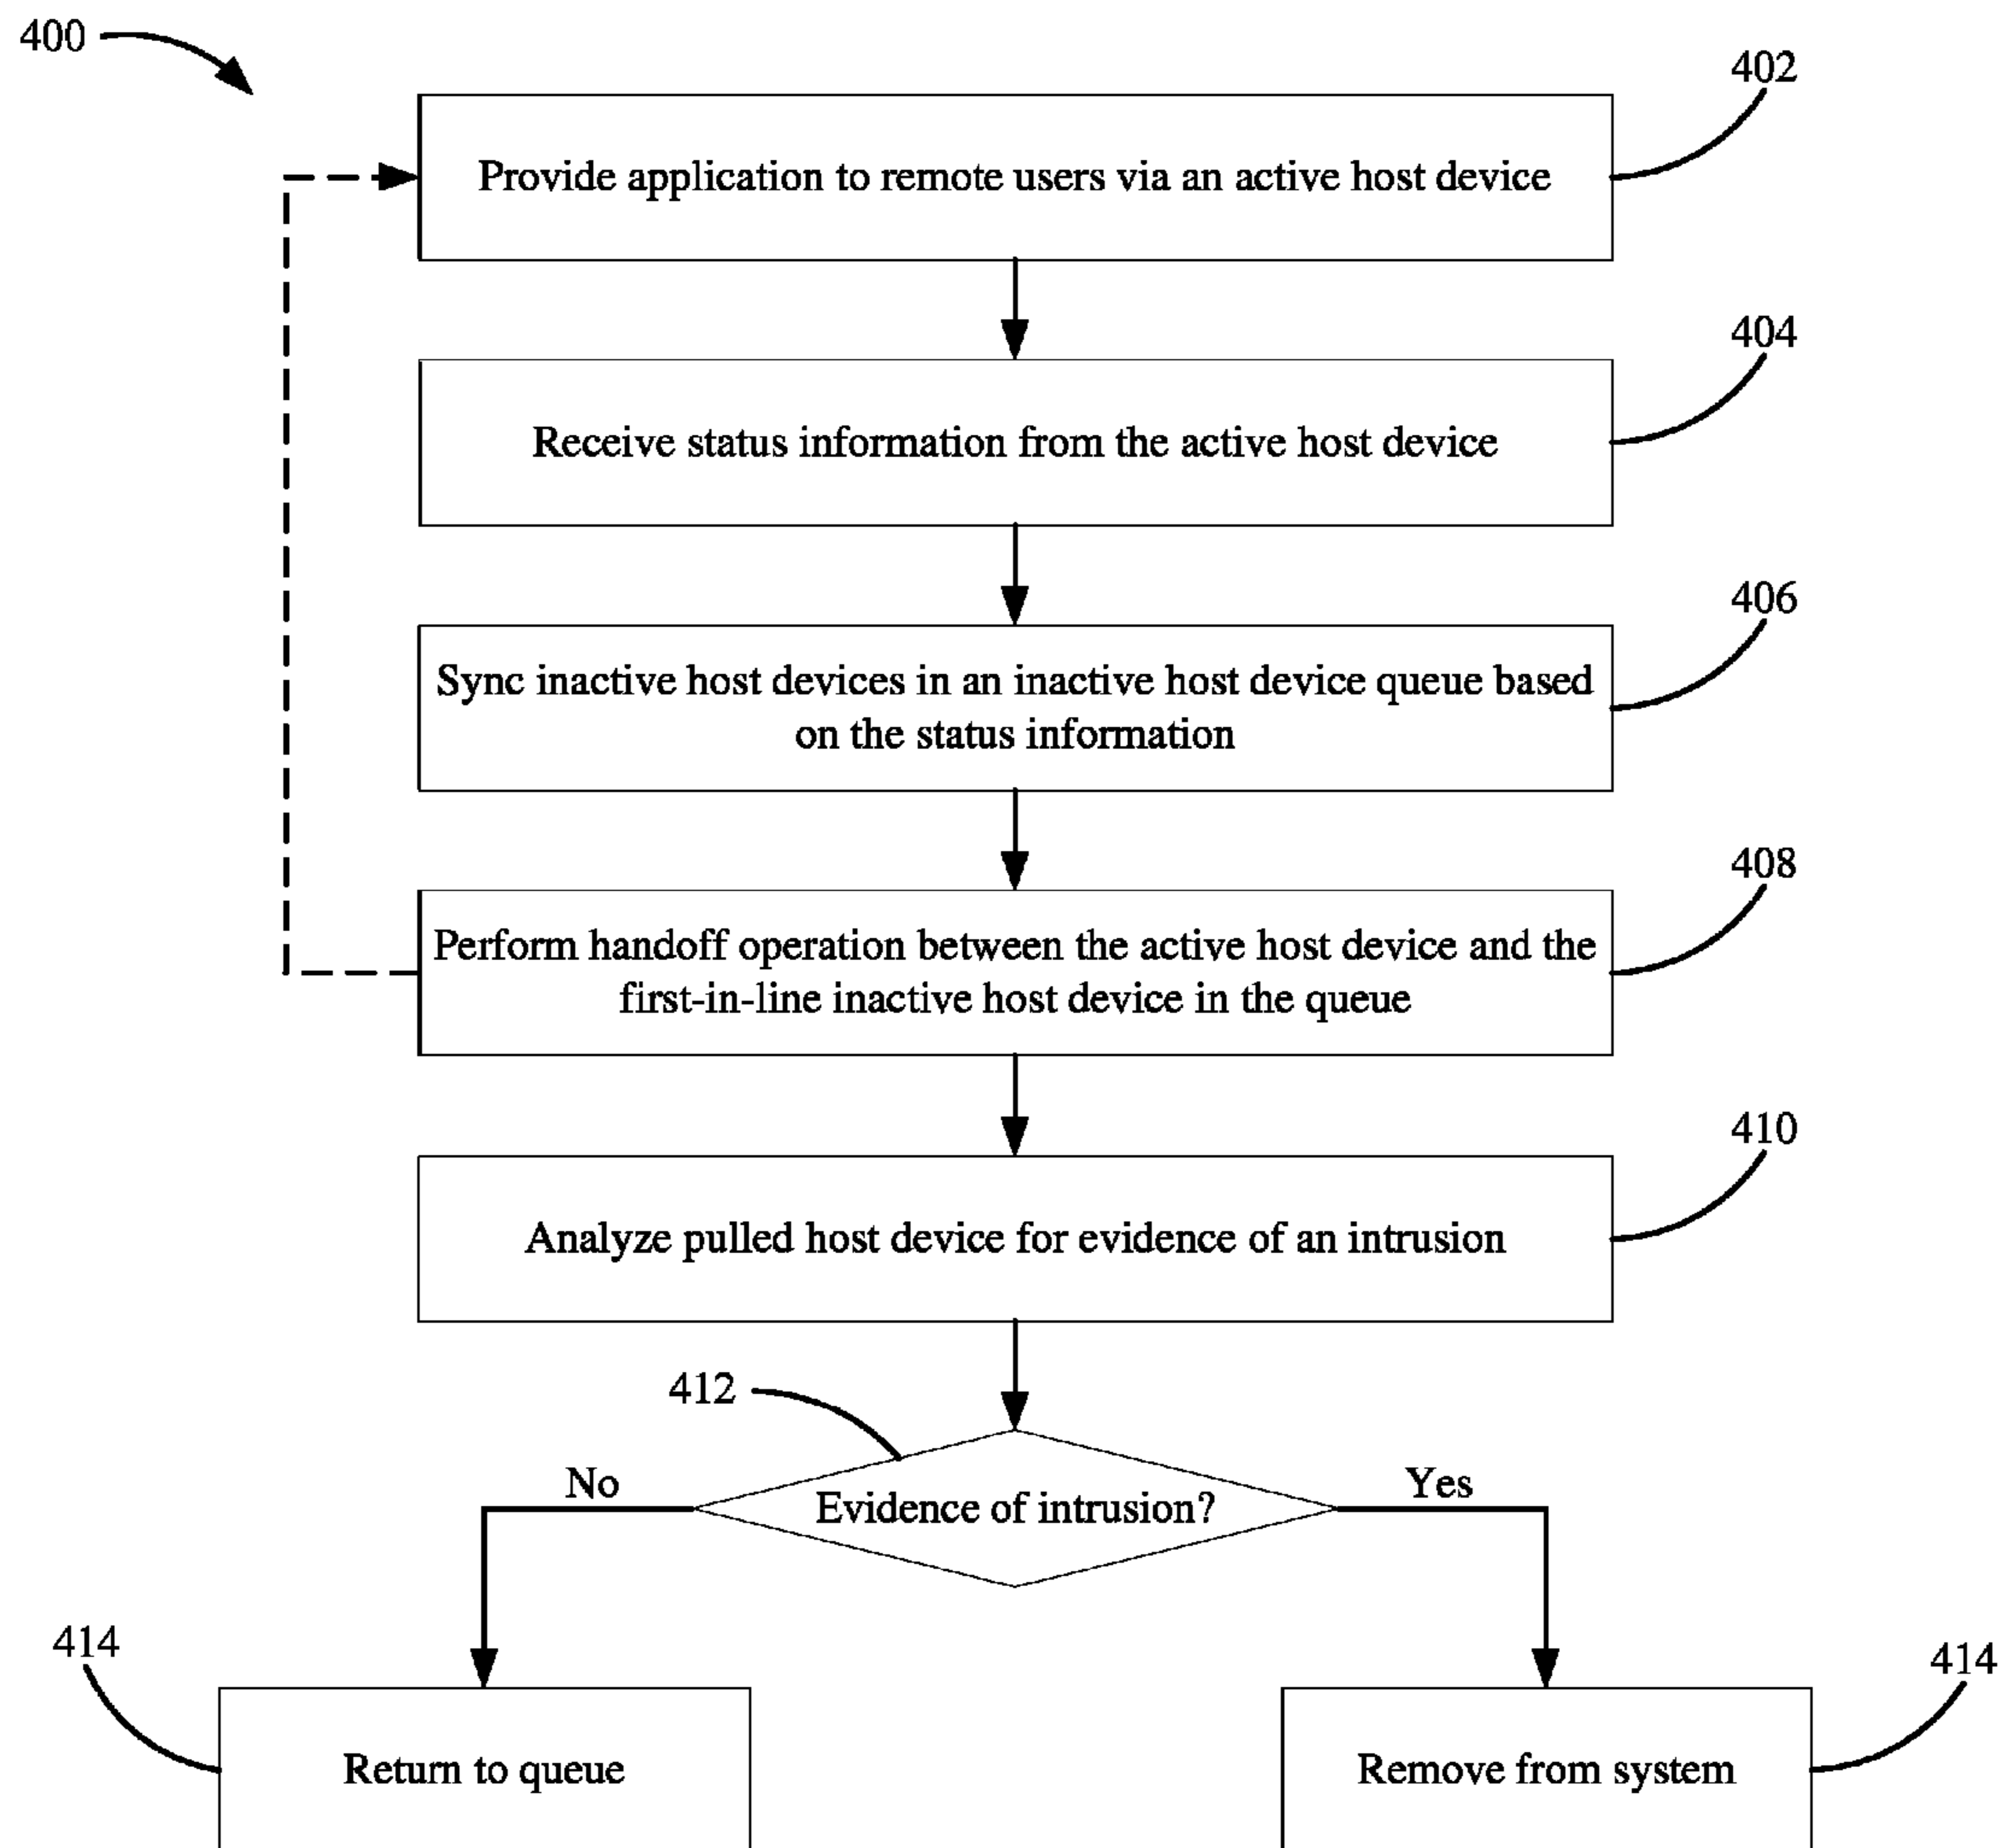 400
402
Provide application to remote users via an active host device
404
Receive status information from the active host device
406
Sync inactive host devices in an inactive host device queue based
on the status information
408
Perform handoff operation between the active host device and the
first-in-line inactive host device in the queue
410
Analyze pulled host device for evidence of an intrusion
412
No
Evidence of intrusion?
Yes
414
Return to queue
414
Remove from system